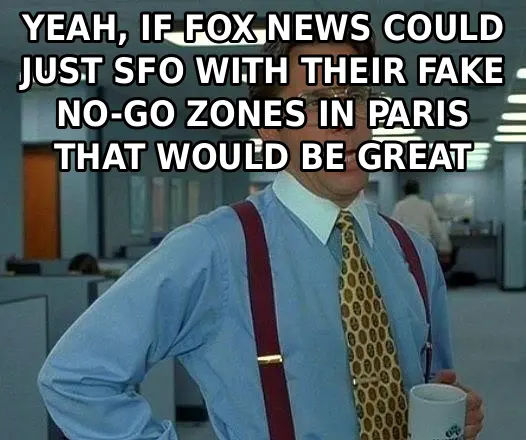 YEAH, IF FOX NEWS COULD
JUST SFO WITH THEIR FAKE
NO-GO ZONES IN PARIS
THAT WOULD BE GREAT